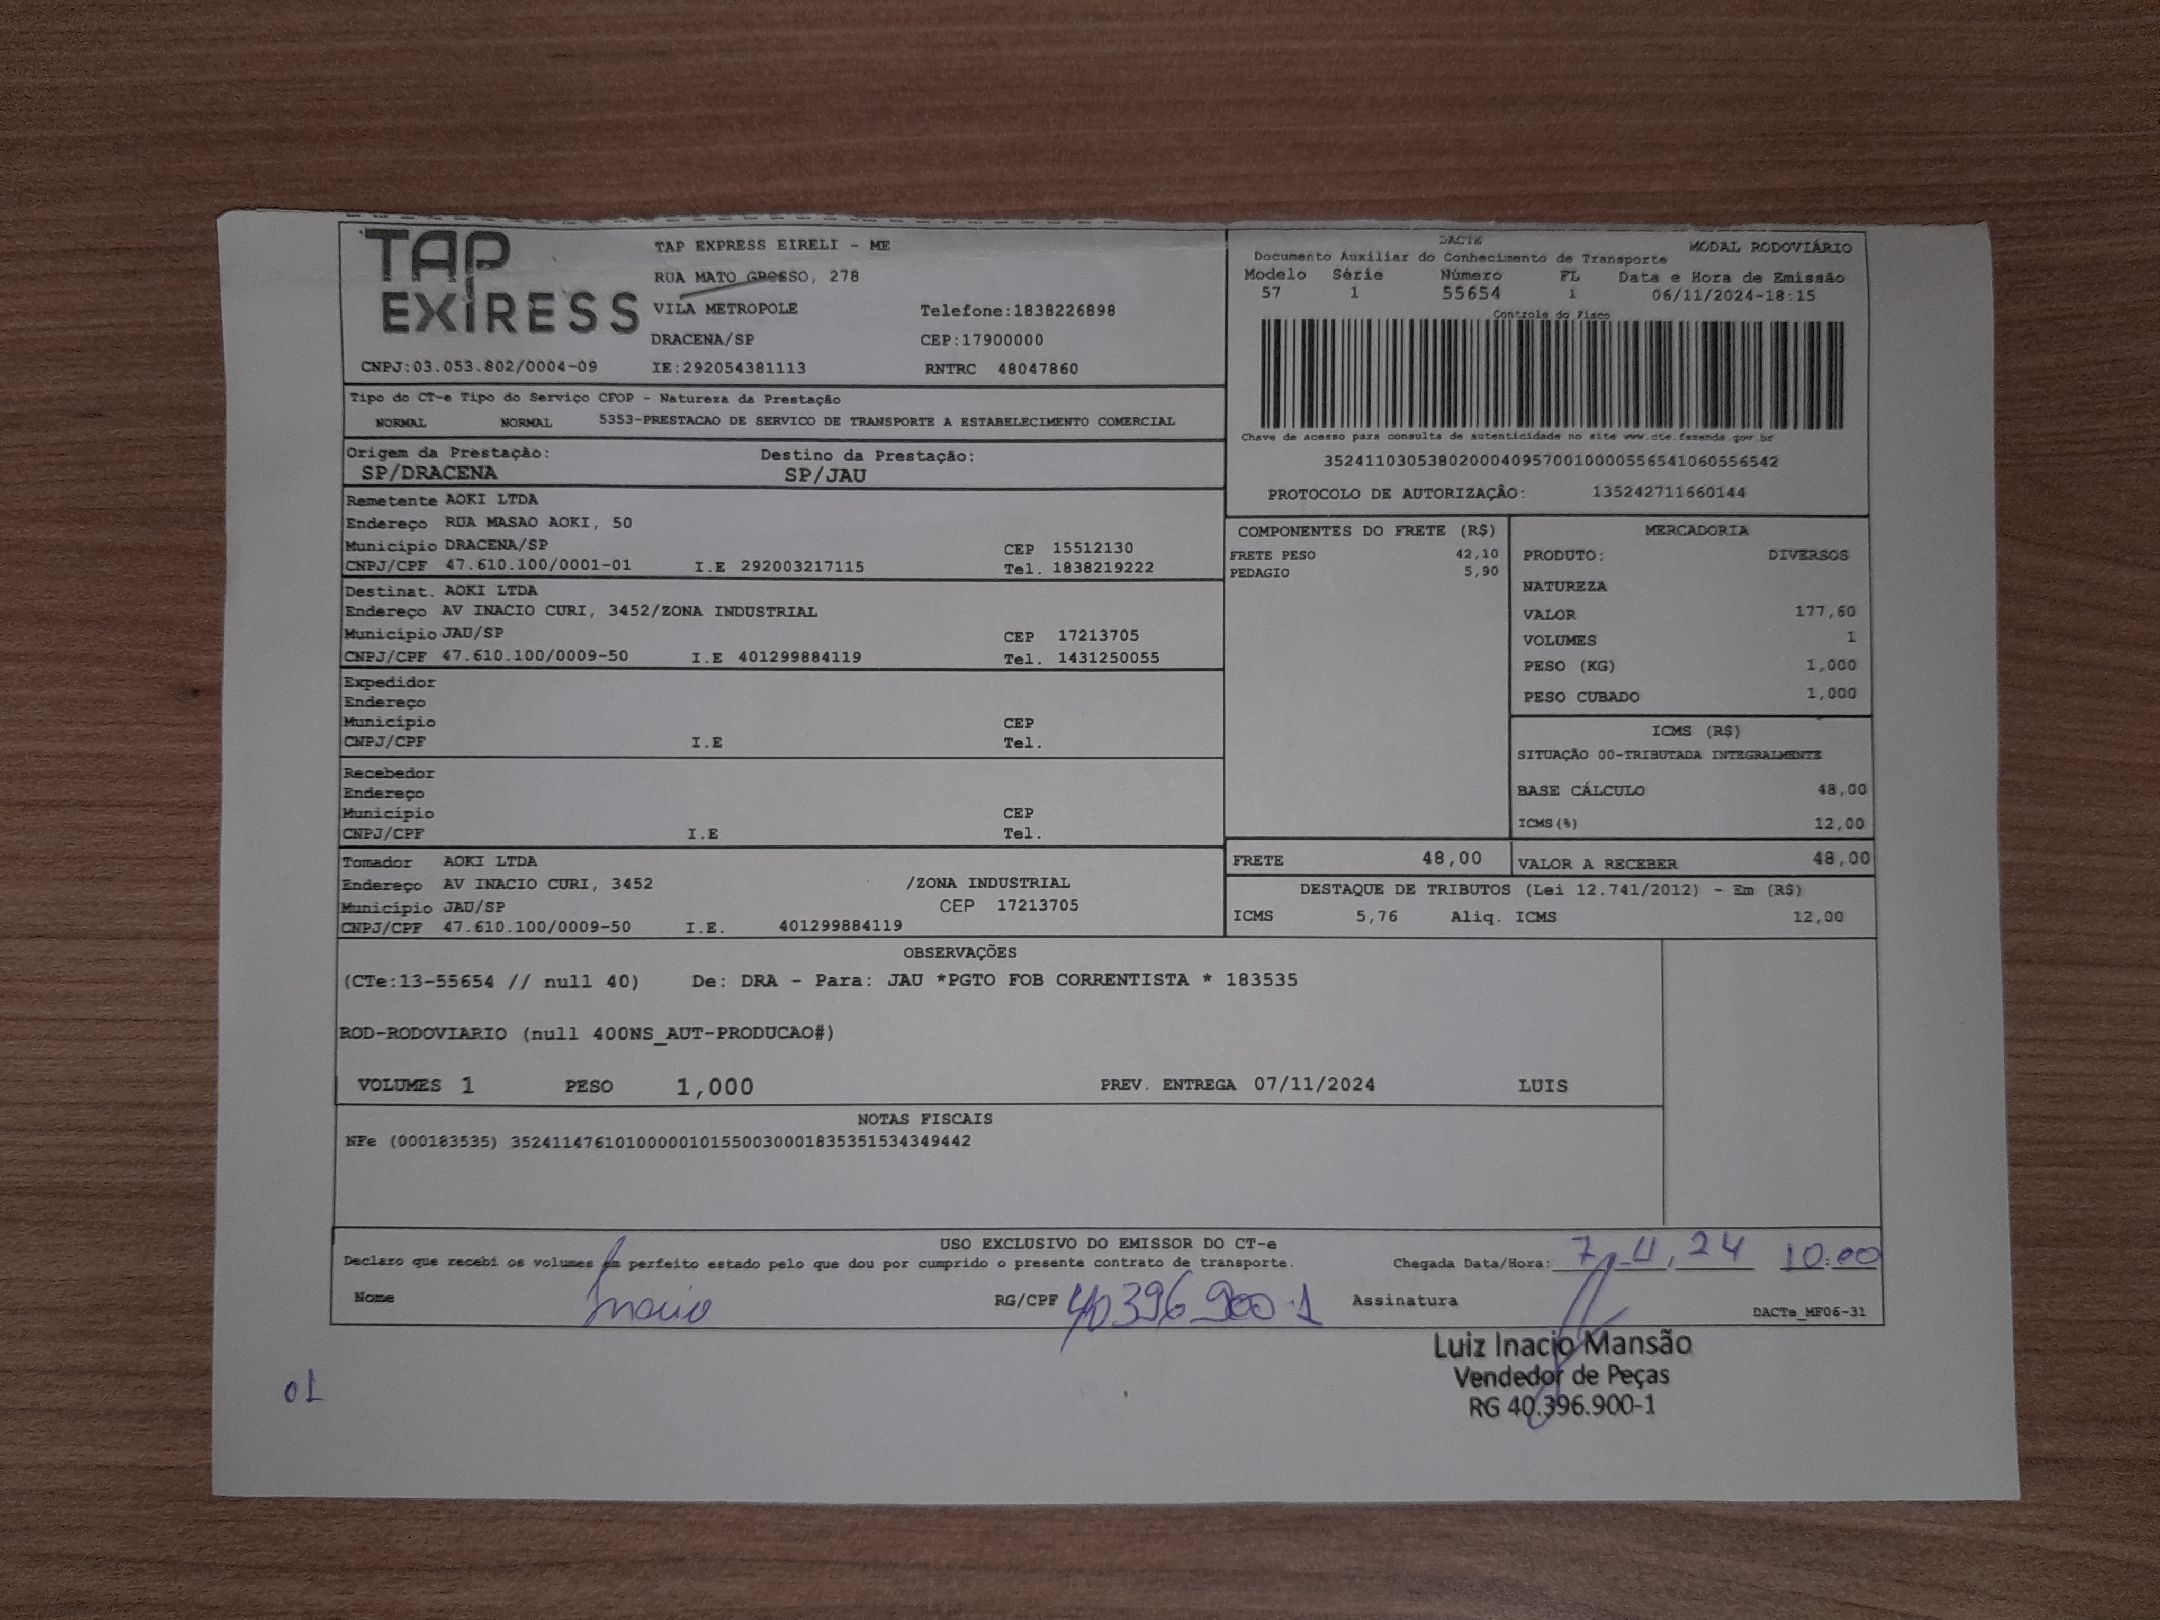 TAP
EXPRESS
TAP EXPRESS EIRELI - ME
RUA MATO GROSSO, 278
VILA METROPOLE Telefone:1838226898
DRACENA/SP CEP:17900000
CNPJ:03.053.802/0004-09 IE:292054381113 RNTRC 48047860
DACTE MODAL RODOVIÁRIO
Documento Auxiliar do Conhecimento de Transporte
Modelo Série Número FL Data e Hora de Emissão
57 1 55654 1 06/11/2024-18:15
Controle do Fisco
Chave de acesso para consulta de autenticidade no site www.cte.fazenda.gov.br
35241103053802000409570010000556541060556542
PROTOCOLO DE AUTORIZAÇÃO: 135242711660144
Tipo do CT-e Tipo do Serviço CFOP - Natureza da Prestação
NORMAL NORMAL 5353-PRESTACAO DE SERVICO DE TRANSPORTE A ESTABELECIMENTO COMERCIAL
Origem da Prestação: Destino da Prestação:
SP/DRACENA SP/JAU
Remetente AOKI LTDA
Endereço RUA MASAO AOKI, 50
Município DRACENA/SP CEP 15512130
CNPJ/CPF 47.610.100/0001-01 I.E 292003217115 Tel. 1838219222
Destinat. AOKI LTDA
Endereço AV INACIO CURI, 3452/ZONA INDUSTRIAL
Município JAU/SP CEP 17213705
CNPJ/CPF 47.610.100/0009-50 I.E 401299884119 Tel. 1431250055
Expedidor
Endereço
Município CEP
CNPJ/CPF I.E Tel.
Recebedor
Endereço
Município CEP
CNPJ/CPF I.E Tel.
Tomador AOKI LTDA
Endereço AV INACIO CURI, 3452 /ZONA INDUSTRIAL
Município JAU/SP CEP 17213705
CNPJ/CPF 47.610.100/0009-50 I.E. 401299884119
COMPONENTES DO FRETE (R$)
FRETE PESO 42,10
PEDAGIO 5,90
MERCADORIA
PRODUTO: DIVERSOS
NATUREZA
VALOR 177,60
VOLUMES 1
PESO (KG) 1,000
PESO CUBADO 1,000
ICMS (R$)
SITUAÇÃO 00-TRIBUTADA INTEGRALMENTE
BASE CÁLCULO 48,00
ICMS(%) 12,00
FRETE 48,00 VALOR A RECEBER 48,00
DESTAQUE DE TRIBUTOS (Lei 12.741/2012) - Em (R$)
ICMS 5,76 Aliq. ICMS 12,00
OBSERVAÇÕES
(CTe:13-55654 // null 40) De: DRA - Para: JAU *PGTO FOB CORRENTISTA * 183535
ROD-RODOVIARIO (null 400NS_AUT-PRODUCAO#)
VOLUMES 1 PESO 1,000 PREV. ENTREGA 07/11/2024 LUIS
NOTAS FISCAIS
NFe (000183535) 35241147610100000101550030001835351534349442
USO EXCLUSIVO DO EMISSOR DO CT-e
Declaro que recebi os volumes em perfeito estado pelo que dou por cumprido o presente contrato de transporte. Chegada Data/Hora: 7, 11, 24 10:00
Nome Inacio RG/CPF 40396900-1 Assinatura
DACTe_MF06-31
Luiz Inacio Mansão
Vendedor de Peças
RG 40.396.900-1
01